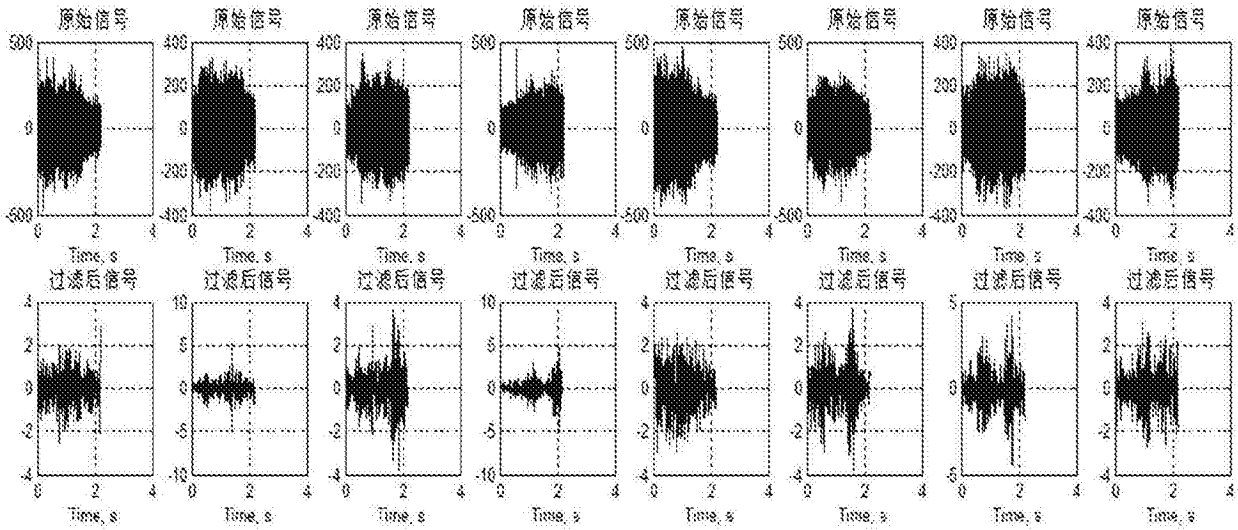 原始信号 原始信号 原始信号 原始信号 原始信号 原始信号 原始信号 原始信号
500 400 400 500 500 500 400 400
200 200 200 200
0 0 0 0 0 0 0 0
-200 -200 -200 -200
-500 -400 -400 -500 -500 -500 -400 -400
0 2 4 0 2 4 0 2 4 0 2 4 0 2 4 0 2 4 0 2 4 0 2 4
Time, s Time, s Time, s Time, s Time, s Time, s Time, s Time, s
过滤后信号 过滤后信号 过滤后信号 过滤后信号 过滤后信号 过滤后信号 过滤后信号 过滤后信号
4 10 4 10 4 4 5 4
2 5 2 5 2 2 2
0 0 0 0 0 0 0 0
-2 -5 -2 -5 -2 -2 -2
-4 -10 -4 -10 -4 -4 -5 -4
0 2 4 0 2 4 0 2 4 0 2 4 0 2 4 0 2 4 0 2 4 0 2 4
Time, s Time, s Time, s Time, s Time, s Time, s Time, s Time, s